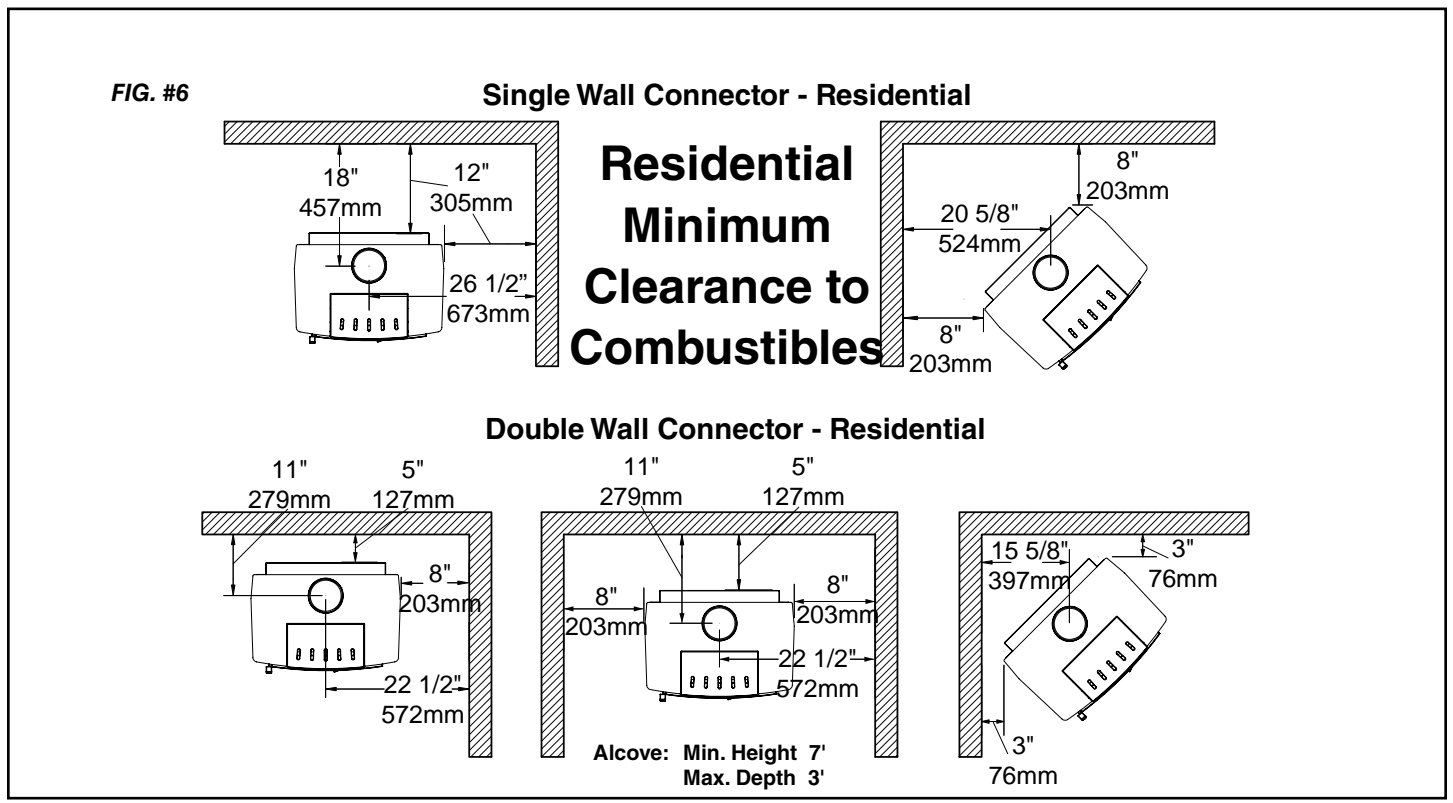 FIG. #6
Single Wall Connector - Residential
18"
457mm
12"
305mm
26 1/2”
673mm
Residential
Minimum
Clearance to
Combustibles
8"
203mm
20 5/8"
524mm
8"
203mm
Double Wall Connector - Residential
11"
279mm
5"
127mm
8"
203mm
22 1/2"
572mm
11"
279mm
5"
127mm
8"
203mm
8"
203mm
22 1/2"
572mm
Alcove: Min. Height 7'
Max. Depth 3'
15 5/8"
397mm
3"
76mm
3"
76mm